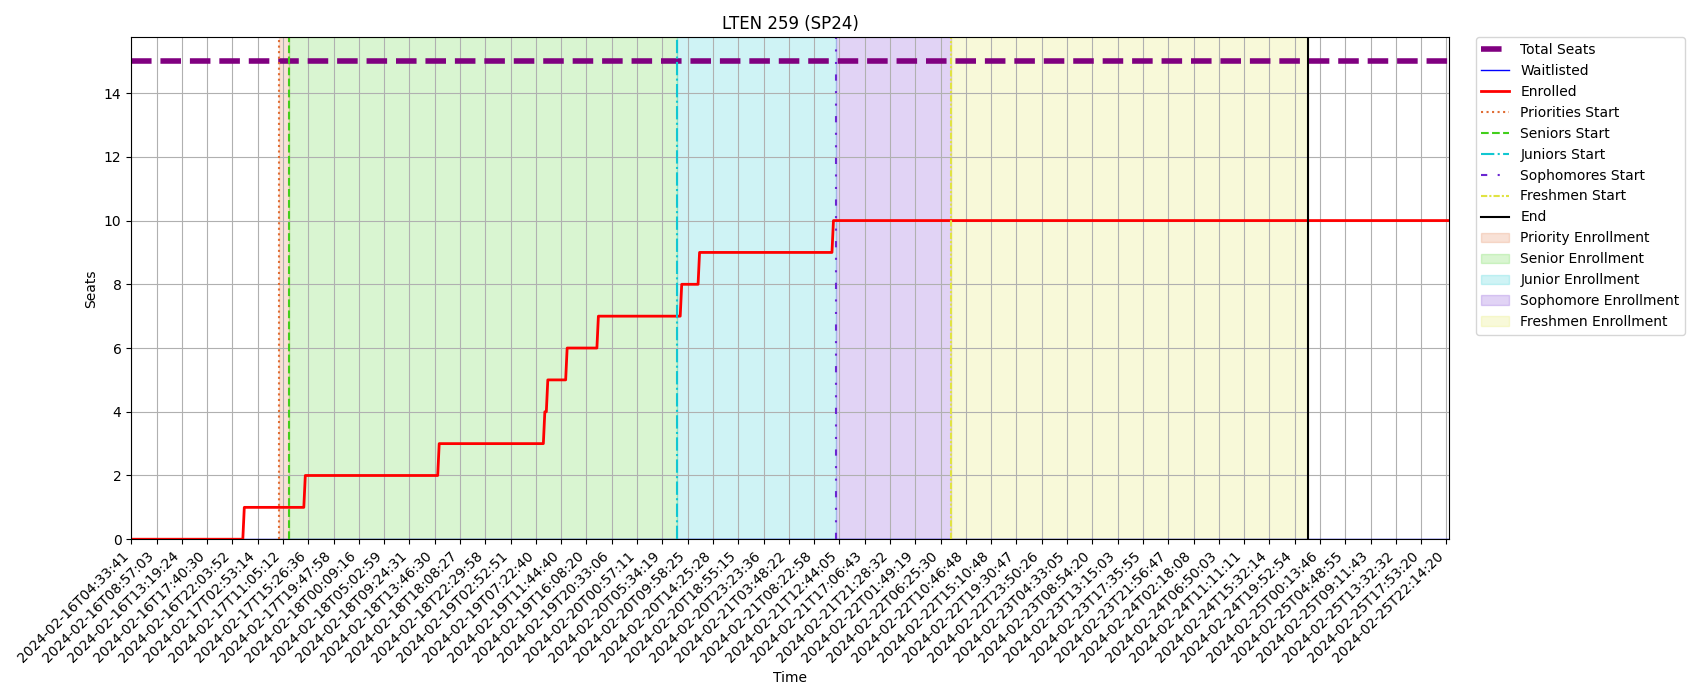 LTEN 259 (SP24)
Total Seats
Waitlisted
Enrolled
Priorities Start
Seniors Start
Juniors Start
Sophomores Start
Freshmen Start
End
Priority Enrollment
Senior Enrollment
Junior Enrollment
Sophomore Enrollment
Freshmen Enrollment
Seats
14
12
10
8
6
4
2
0
2024-02-16T04:33:41
2024-02-16T08:57:03
2024-02-16T13:19:24
2024-02-16T17:40:30
2024-02-16T22:03:52
2024-02-17T02:53:14
2024-02-17T11:05:12
2024-02-17T15:26:36
2024-02-17T19:47:58
2024-02-18T00:09:16
2024-02-18T05:02:59
2024-02-18T09:24:31
2024-02-18T13:46:30
2024-02-18T18:08:27
2024-02-18T22:29:58
2024-02-19T02:52:51
2024-02-19T07:22:40
2024-02-19T11:44:40
2024-02-19T16:08:20
2024-02-19T20:33:06
2024-02-20T00:57:11
2024-02-20T05:34:19
2024-02-20T09:58:25
2024-02-20T14:25:28
2024-02-20T18:55:15
2024-02-20T23:23:36
2024-02-21T03:48:22
2024-02-21T08:22:58
2024-02-21T12:44:05
2024-02-21T17:06:43
2024-02-21T21:28:32
2024-02-22T01:49:19
2024-02-22T06:25:30
2024-02-22T10:46:48
2024-02-22T15:10:48
2024-02-22T19:30:47
2024-02-22T23:50:26
2024-02-23T04:33:05
2024-02-23T08:54:20
2024-02-23T13:15:03
2024-02-23T17:35:55
2024-02-23T21:56:47
2024-02-24T02:18:08
2024-02-24T06:50:03
2024-02-24T11:11:11
2024-02-24T15:32:14
2024-02-24T19:52:54
2024-02-25T00:13:46
2024-02-25T04:48:55
2024-02-25T09:11:43
2024-02-25T13:32:32
2024-02-25T17:53:20
2024-02-25T22:14:20
Time